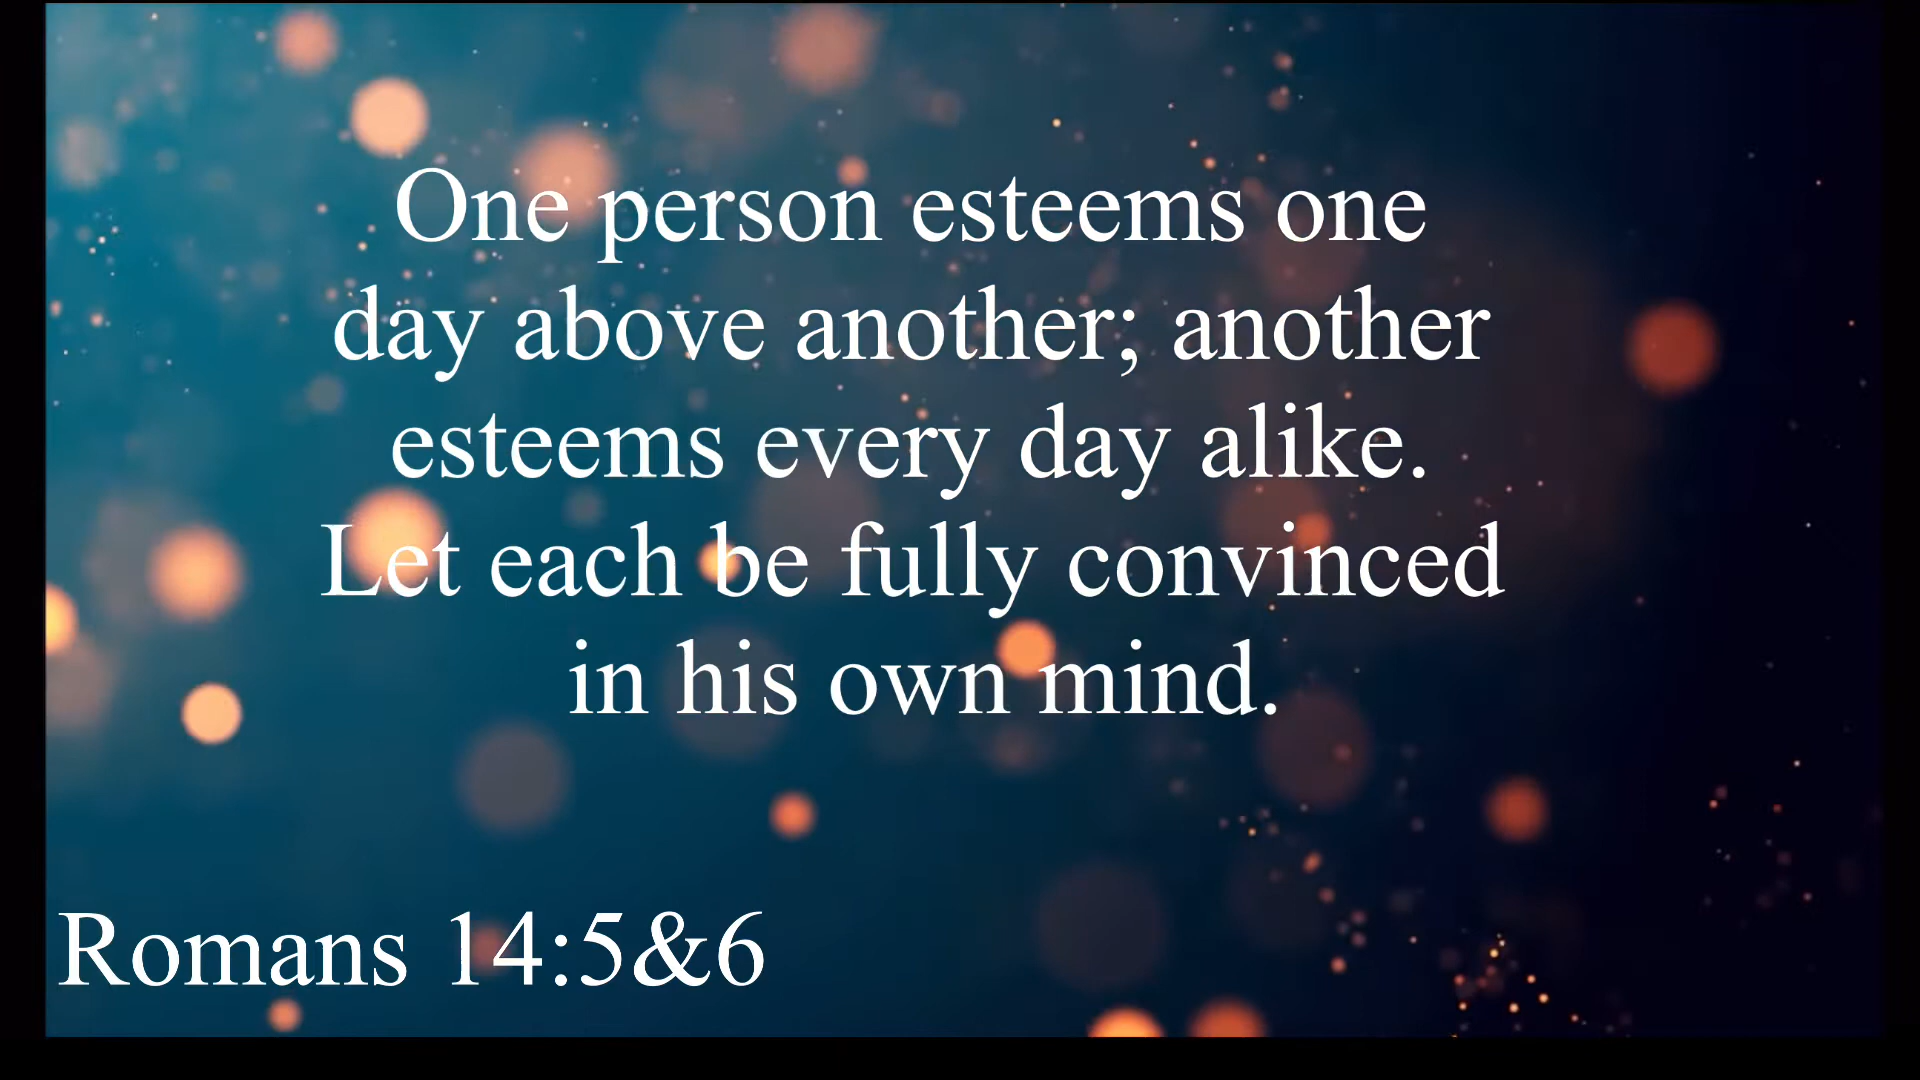 One person esteems one
day above another; another
esteems every day alike.
Let each be fully convinced
in his own mind.
Romans 14:5&6